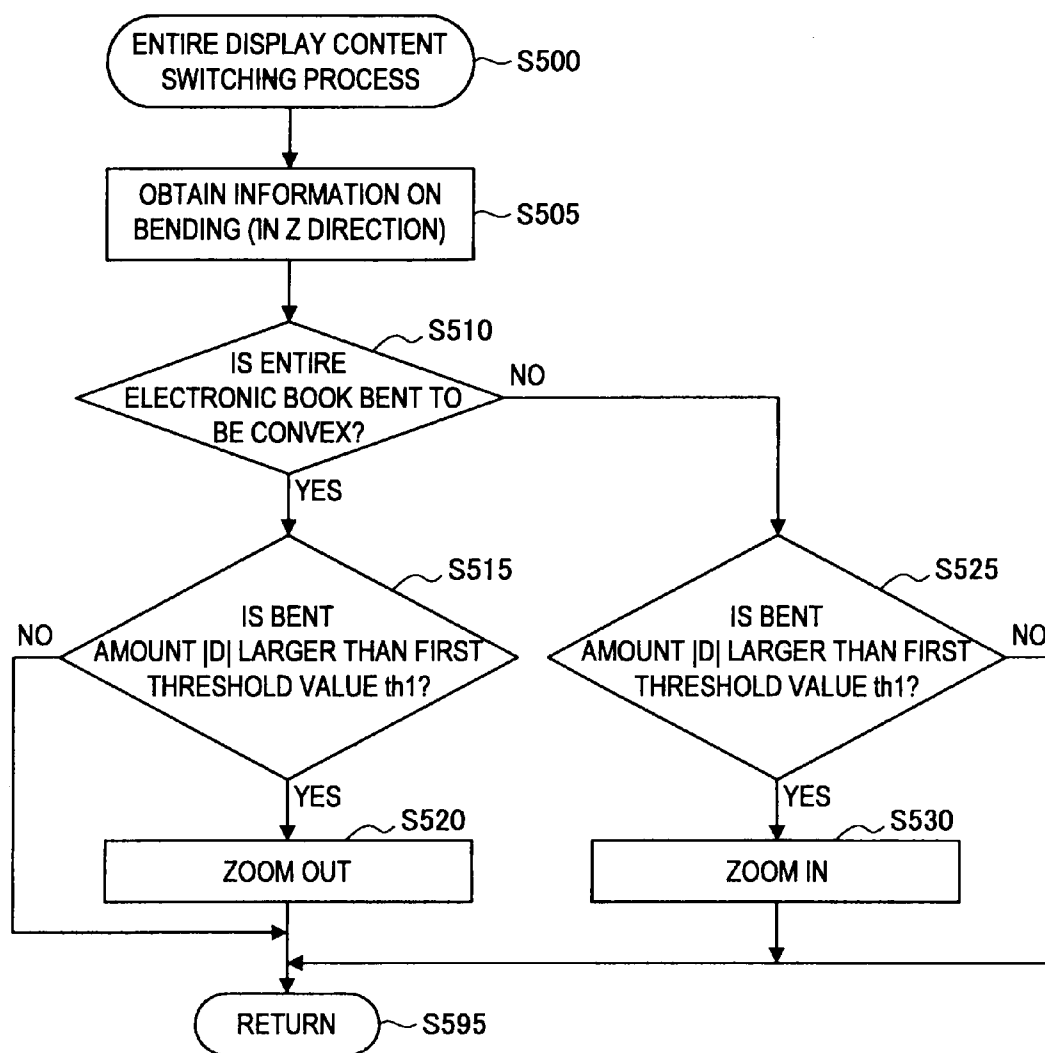 ENTIRE DISPLAY CONTENT
SWITCHING PROCESS
S500
OBTAIN INFORMATION ON
BENDING (IN Z DIRECTION)
S505
S510
IS ENTIRE
ELECTRONIC BOOK BENT TO
BE CONVEX?
NO
YES
S515
IS BENT
AMOUNT |D| LARGER THAN FIRST
THRESHOLD VALUE th1?
NO
YES
S520
ZOOM OUT
S525
IS BENT
AMOUNT |D| LARGER THAN FIRST
THRESHOLD VALUE th1?
NO
YES
S530
ZOOM IN
RETURN
S595